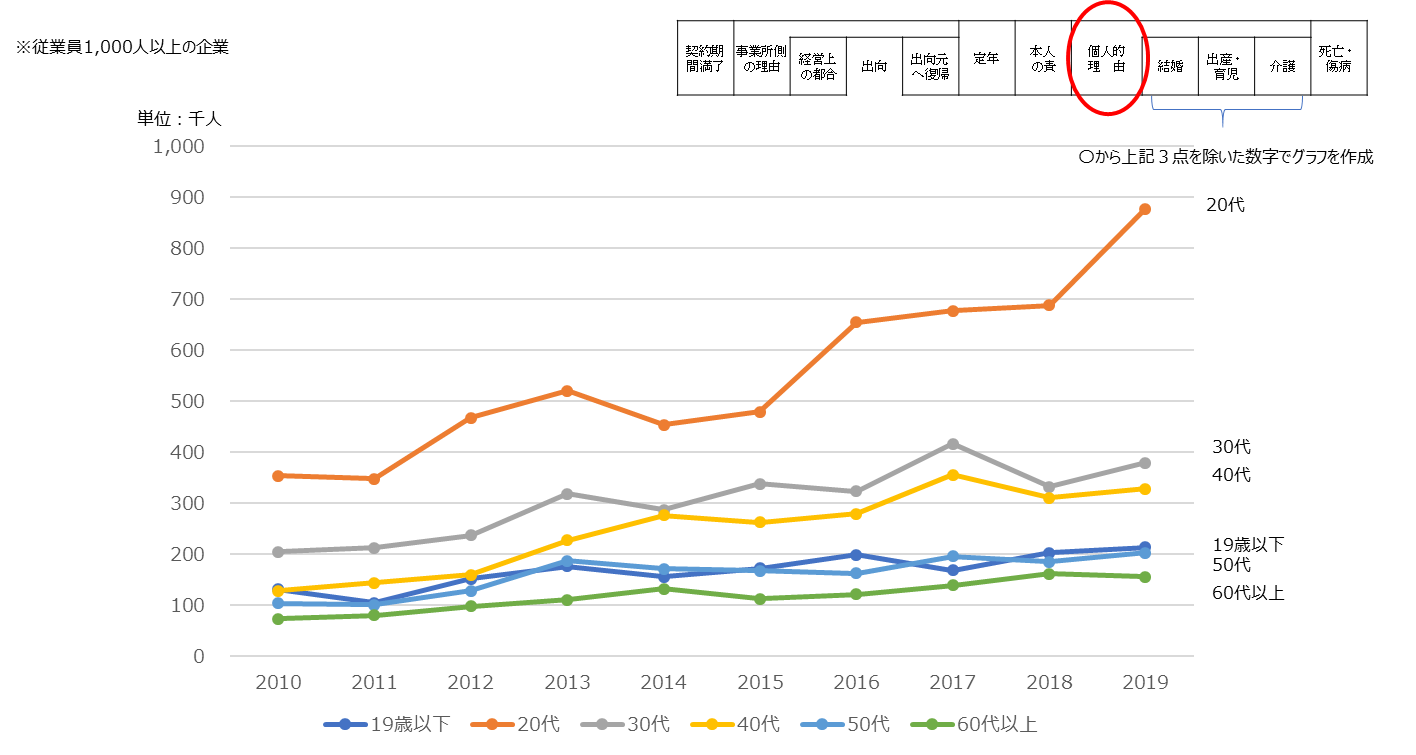 ※従業員1,000人以上の企業
契約期間満了
事業所側の理由
経営上の都合
出向
出向元へ復帰
定年
本人の責
個人的理　由
結婚
出産・育児
介護
死亡・傷病
〇から上記３点を除いた数字でグラフを作成
単位：千人
1,000
900
800
700
600
500
400
300
200
100
0
20代
30代
40代
19歳以下
50代
60代以上
2010 2011 2012 2013 2014 2015 2016 2017 2018 2019
19歳以下 20代 30代 40代 50代 60代以上